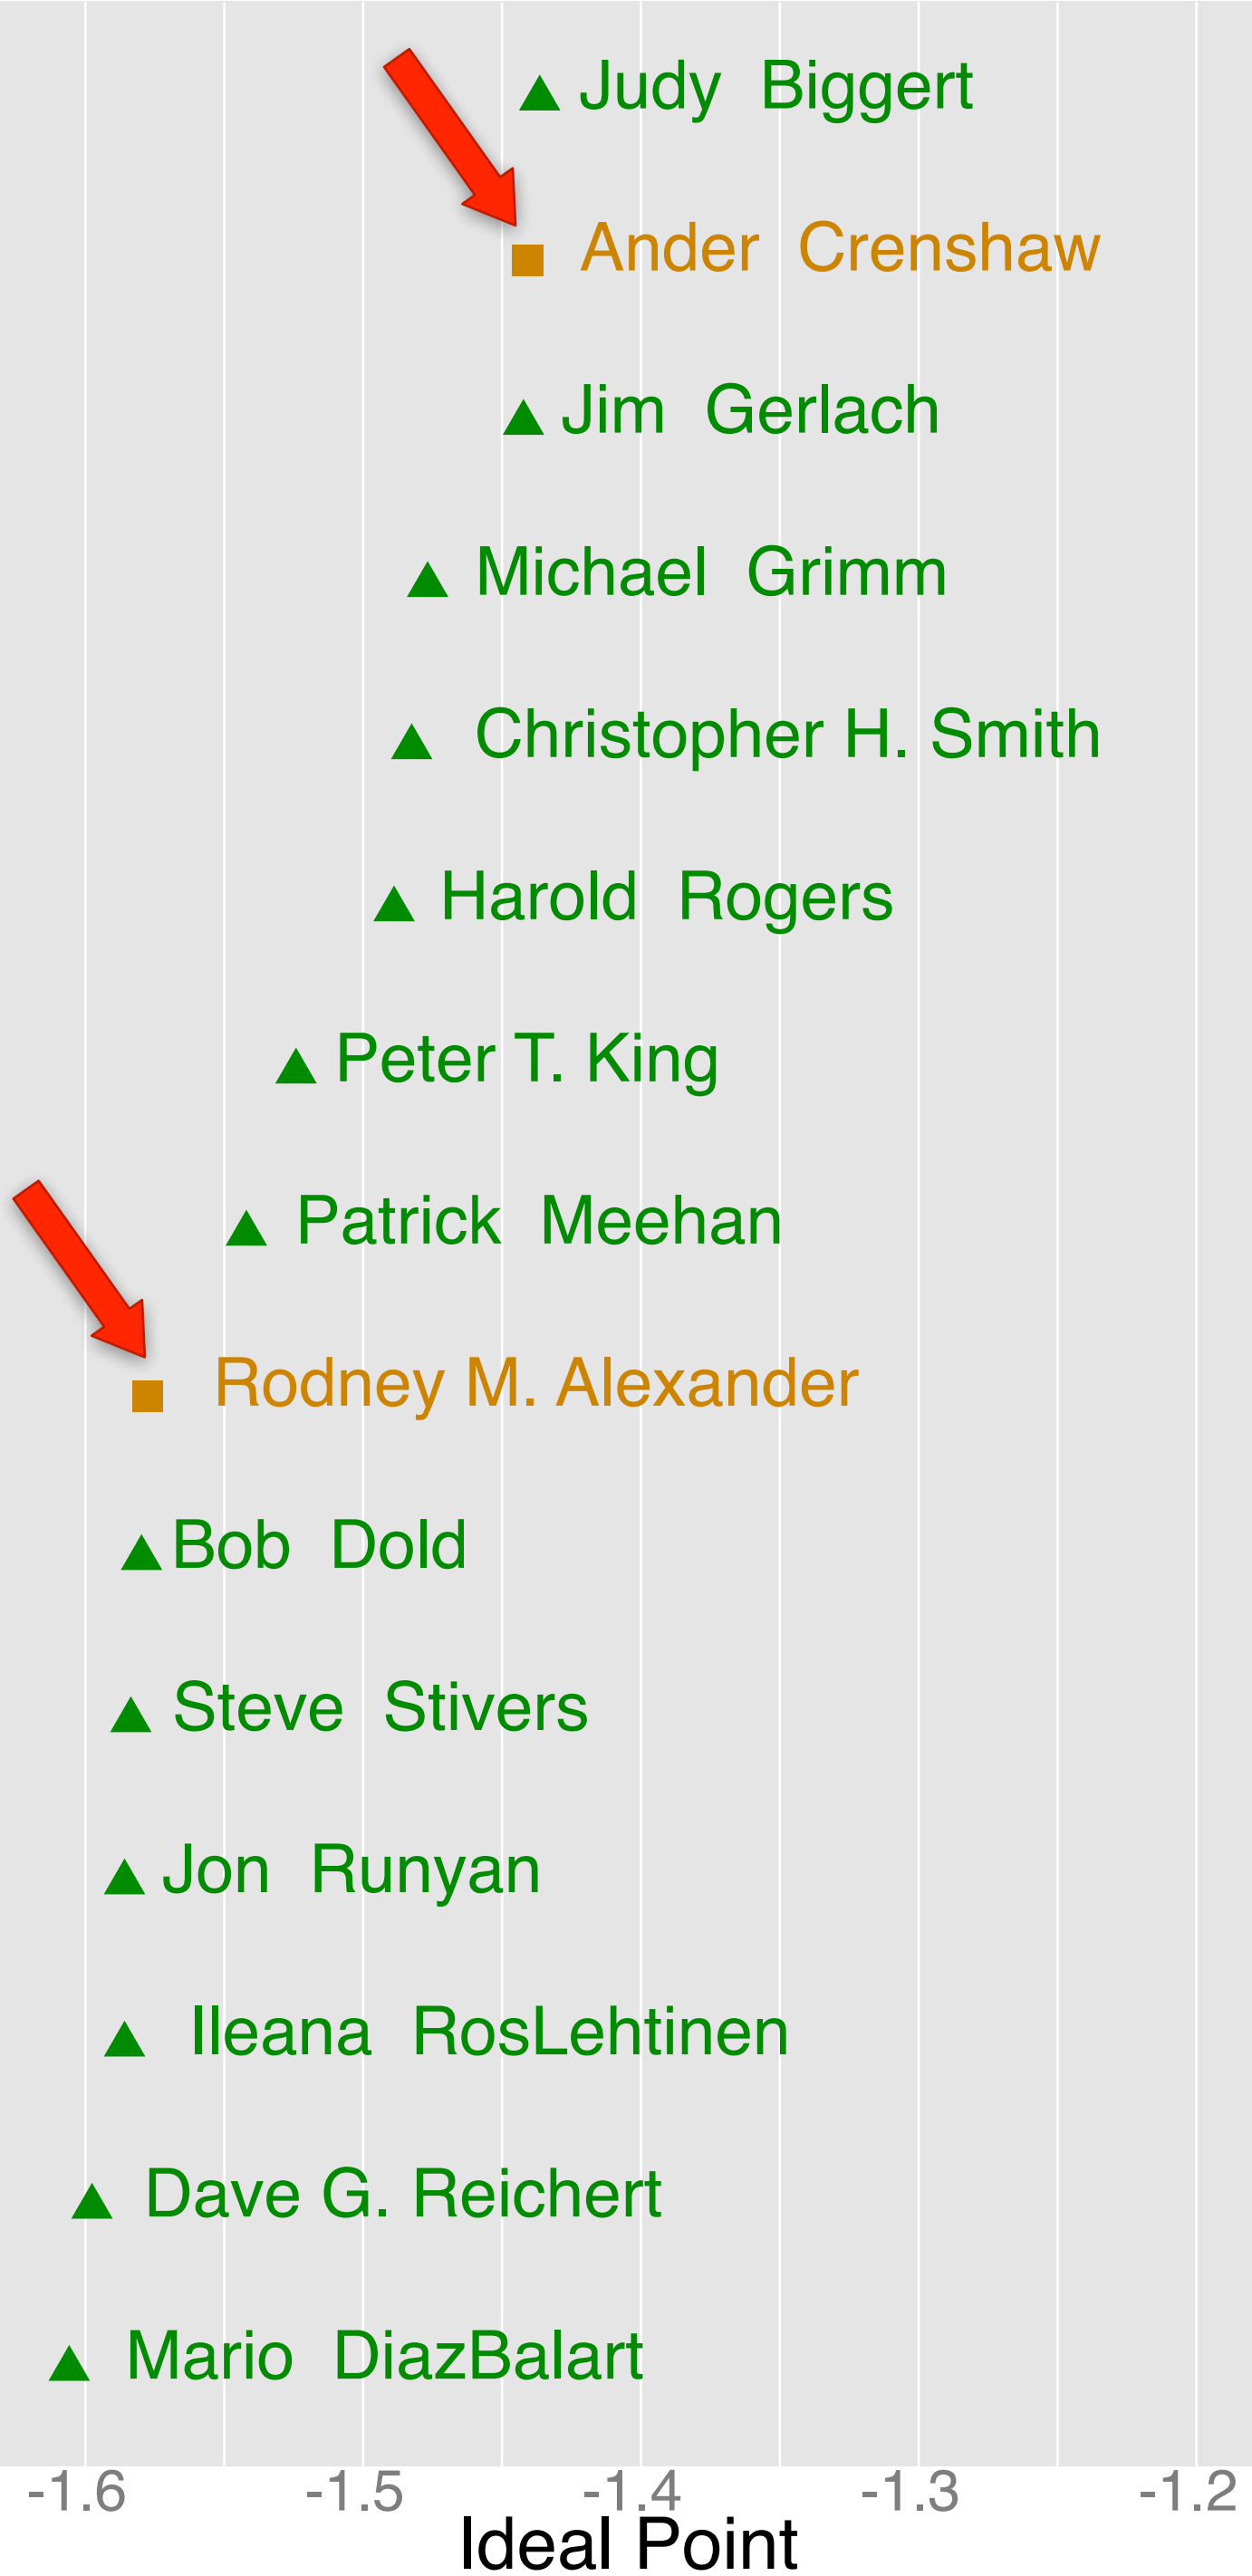 Judy Biggert
Ander Crenshaw
Jim Gerlach
Michael Grimm
Christopher H. Smith
Harold Rogers
Peter T. King
Patrick Meehan
Rodney M. Alexander
Bob Dold
Steve Stivers
Jon Runyan
Ileana RosLehtinen
Dave G. Reichert
Mario DiazBalart
-1.6 -1.5 -1.4 -1.3 -1.2
Ideal Point